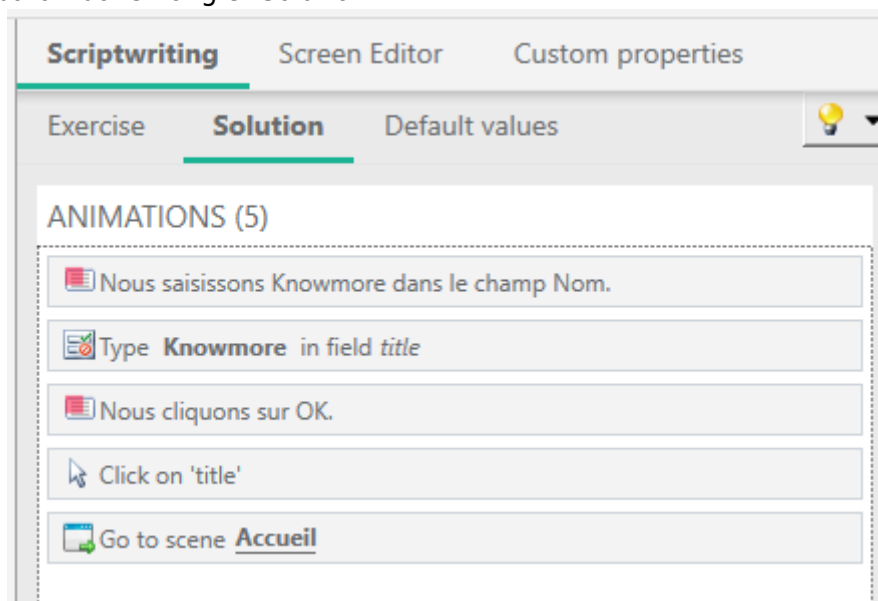 Scriptwriting Screen Editor Custom properties
Exercise Solution Default values
ANIMATIONS (5)
Nous saisissons Knowmore dans le champ Nom.
Type Knowmore in field title
Nous cliquons sur OK.
Click on 'title'
Go to scene Accueil